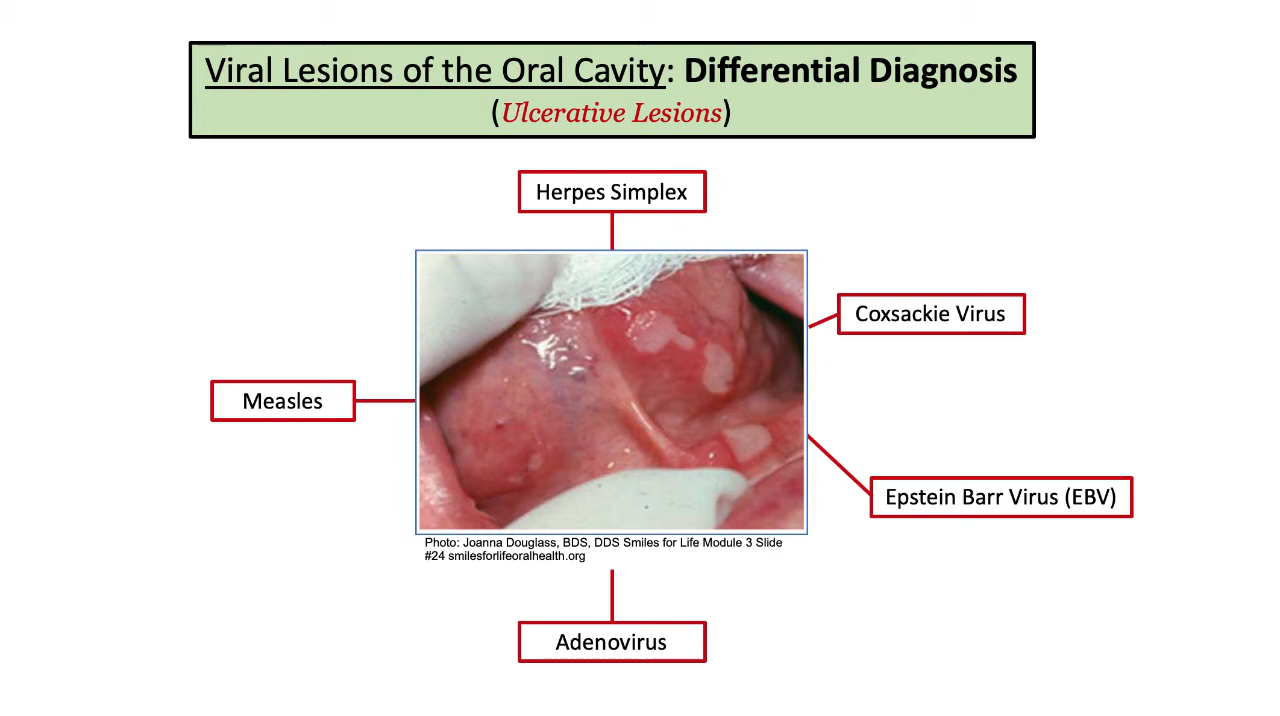 Viral Lesions of the Oral Cavity: Differential Diagnosis
(Ulcerative Lesions)
Herpes Simplex
Coxsackie Virus
Measles
Epstein Barr Virus (EBV)
Photo: Joanna Douglass, BDS, DDS Smiles for Life Module 3 Slide
#24 smilesforlifeoralhealth.org
Adenovirus